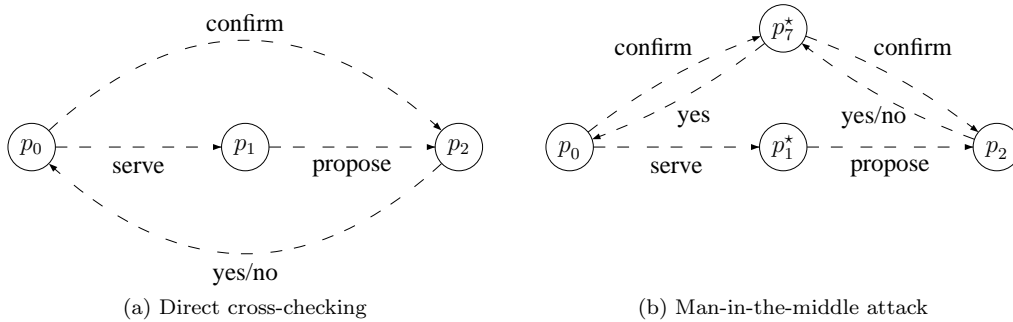 confirm
p₀
serve
p₁
propose
p₂
yes/no
(a) Direct cross-checking
p₇⋆
confirm
confirm
yes
yes/no
p₀
serve
p₁⋆
propose
p₂
(b) Man-in-the-middle attack